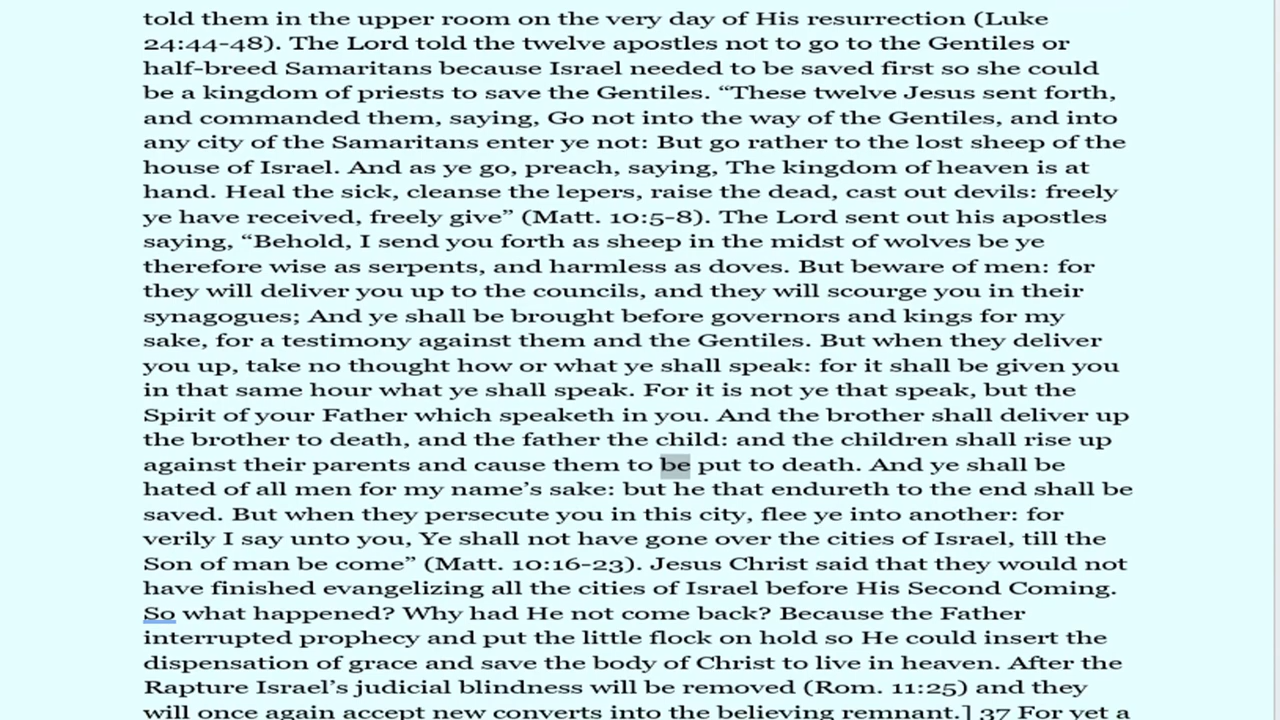 told them in the upper room on the very day of His resurrection (Luke
24:44-48). The Lord told the twelve apostles not to go to the Gentiles or
half-breed Samaritans because Israel needed to be saved first so she could
be a kingdom of priests to save the Gentiles. “These twelve Jesus sent forth,
and commanded them, saying, Go not into the way of the Gentiles, and into
any city of the Samaritans enter ye not: But go rather to the lost sheep of the
house of Israel. And as ye go, preach, saying, The kingdom of heaven is at
hand. Heal the sick, cleanse the lepers, raise the dead, cast out devils: freely
ye have received, freely give” (Matt. 10:5-8). The Lord sent out his apostles
saying, “Behold, I send you forth as sheep in the midst of wolves be ye
therefore wise as serpents, and harmless as doves. But beware of men: for
they will deliver you up to the councils, and they will scourge you in their
synagogues; And ye shall be brought before governors and kings for my
sake, for a testimony against them and the Gentiles. But when they deliver
you up, take no thought how or what ye shall speak: for it shall be given you
in that same hour what ye shall speak. For it is not ye that speak, but the
Spirit of your Father which speaketh in you. And the brother shall deliver up
the brother to death, and the father the child: and the children shall rise up
against their parents and cause them to be put to death. And ye shall be
hated of all men for my name’s sake: but he that endureth to the end shall be
saved. But when they persecute you in this city, flee ye into another: for
verily I say unto you, Ye shall not have gone over the cities of Israel, till the
Son of man be come” (Matt. 10:16-23). Jesus Christ said that they would not
have finished evangelizing all the cities of Israel before His Second Coming.
So what happened? Why had He not come back? Because the Father
interrupted prophecy and put the little flock on hold so He could insert the
dispensation of grace and save the body of Christ to live in heaven. After the
Rapture Israel’s judicial blindness will be removed (Rom. 11:25) and they
will once again accept new converts into the believing remnant.] 37 For yet a